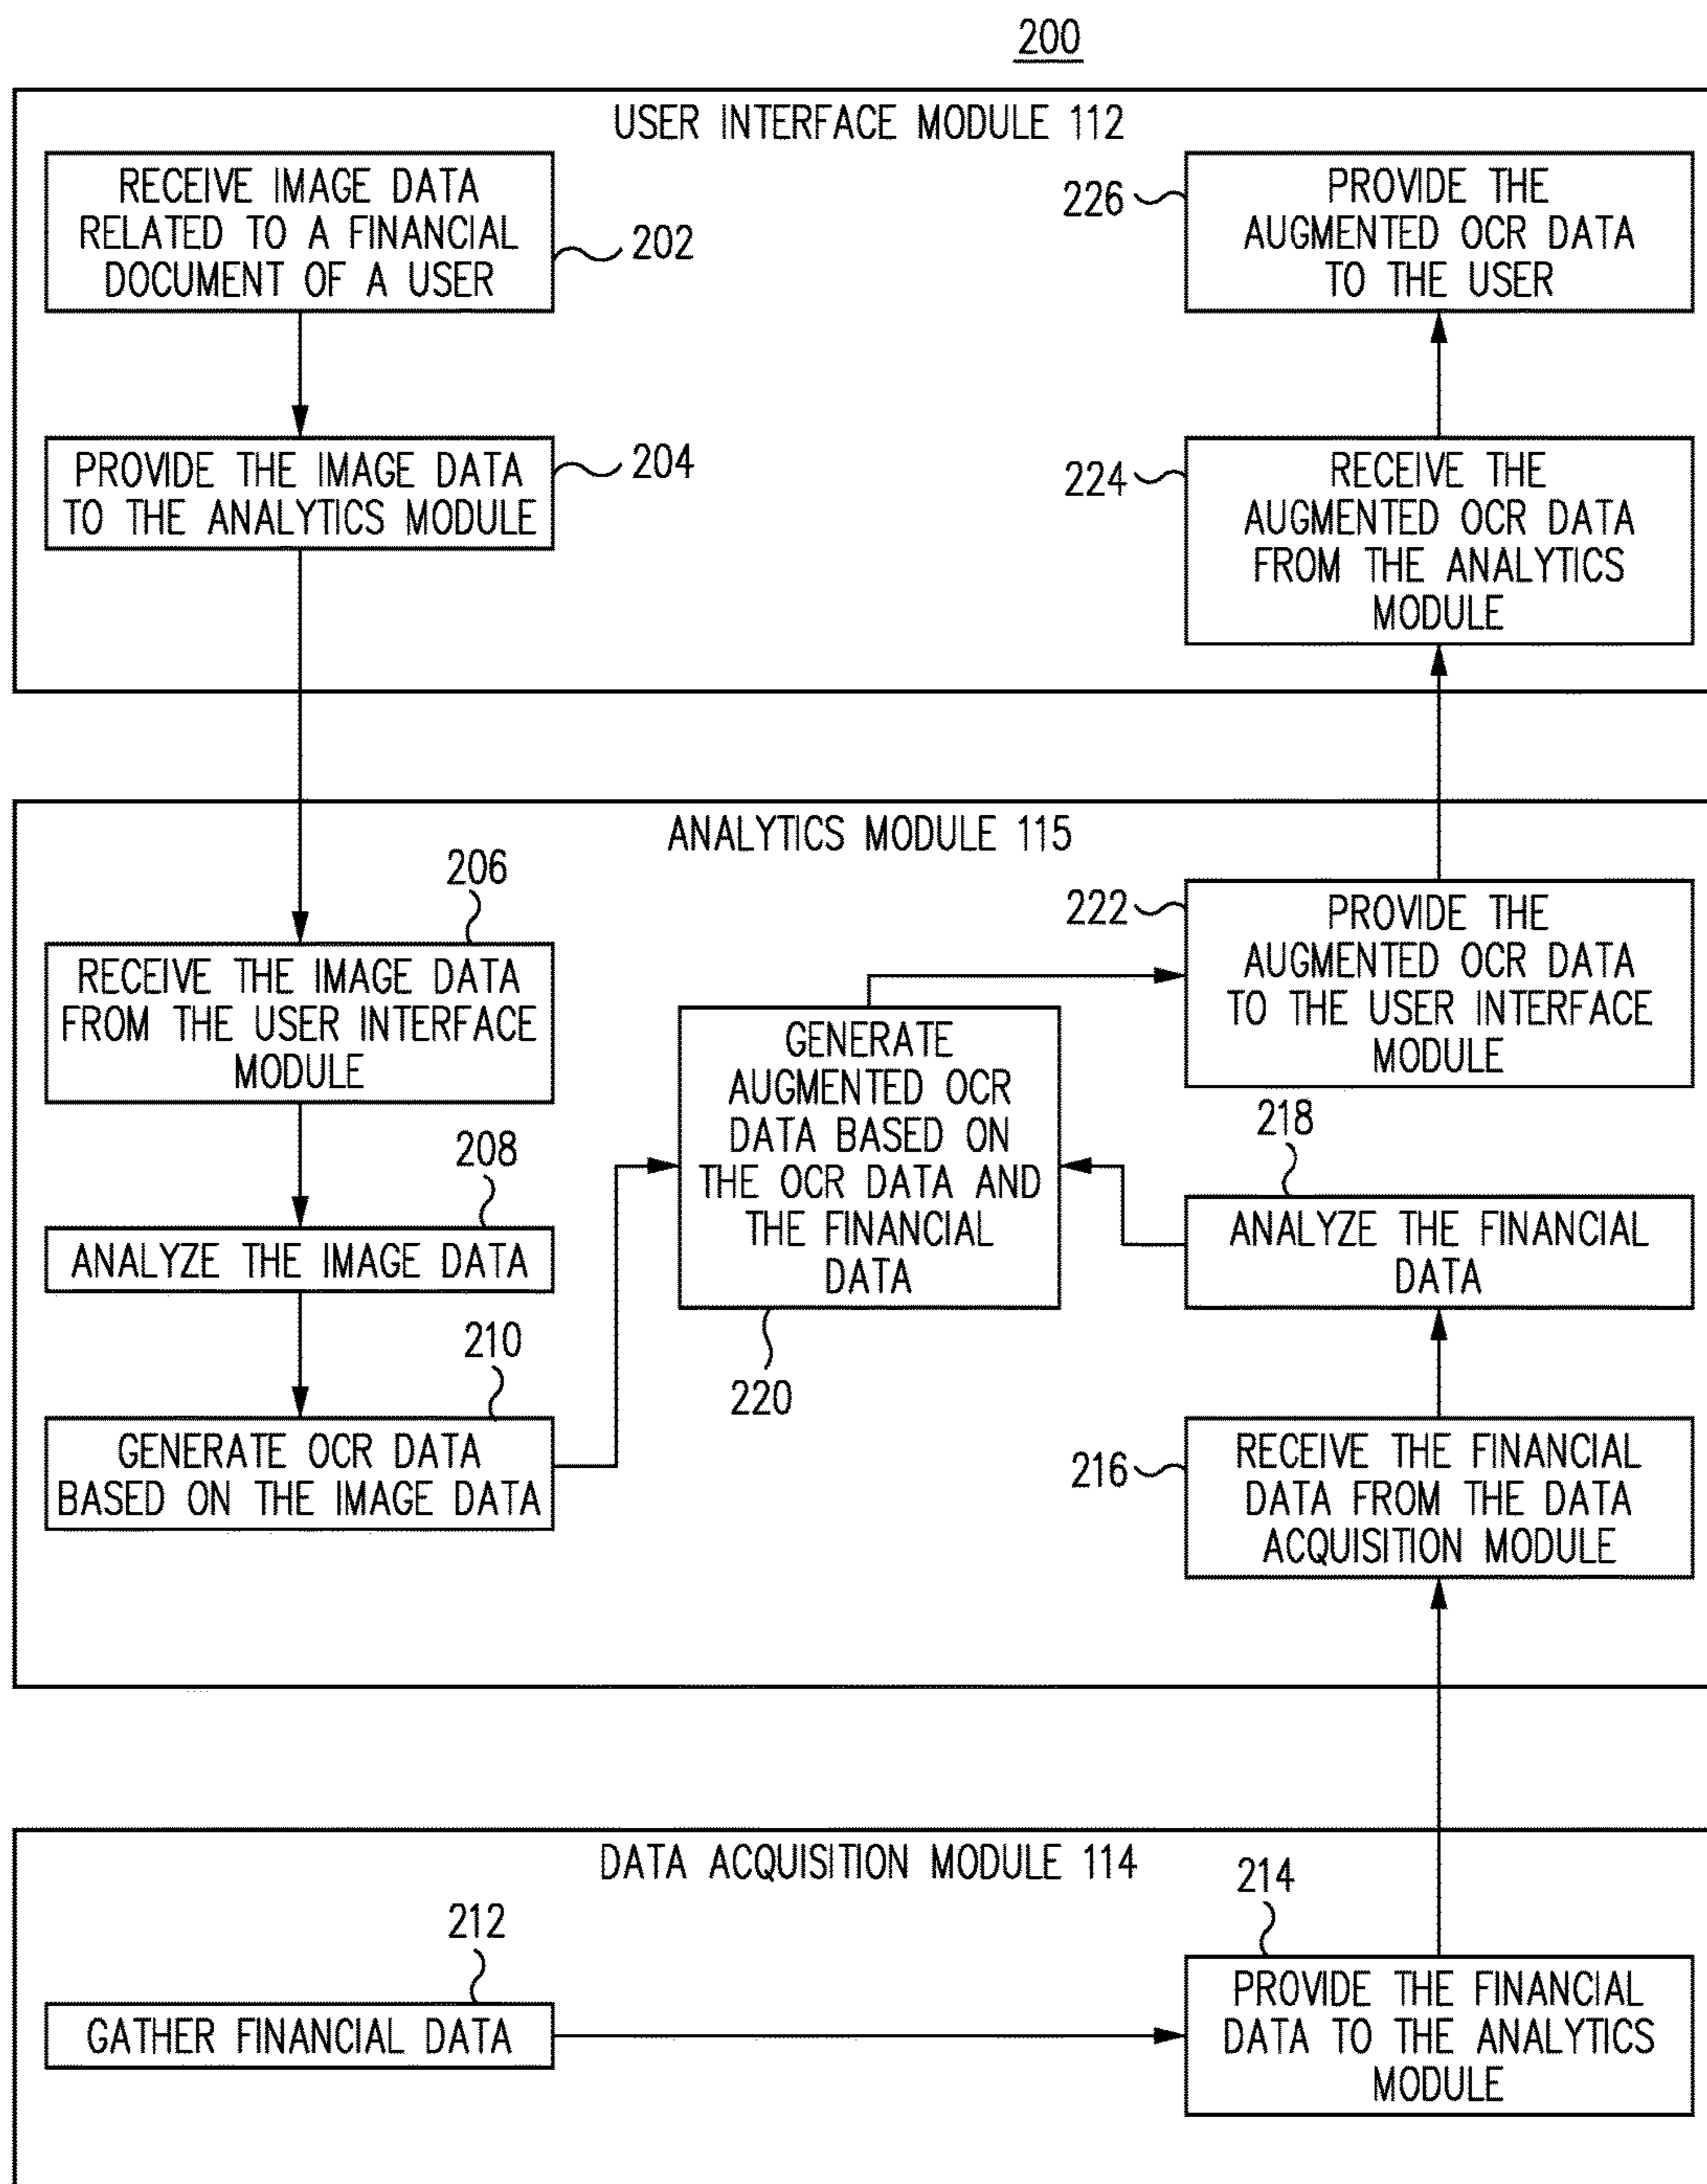 200
USER INTERFACE MODULE 112
RECEIVE IMAGE DATA
RELATED TO A FINANCIAL
DOCUMENT OF A USER
202
PROVIDE THE IMAGE DATA
TO THE ANALYTICS MODULE
204
226
PROVIDE THE
AUGMENTED OCR DATA
TO THE USER
224
RECEIVE THE
AUGMENTED OCR DATA
FROM THE ANALYTICS
MODULE
ANALYTICS MODULE 115
206
RECEIVE THE IMAGE DATA
FROM THE USER INTERFACE
MODULE
208
ANALYZE THE IMAGE DATA
210
GENERATE OCR DATA
BASED ON THE IMAGE DATA
GENERATE
AUGMENTED OCR
DATA BASED ON
THE OCR DATA AND
THE FINANCIAL
DATA
220
222
PROVIDE THE
AUGMENTED OCR DATA
TO THE USER INTERFACE
MODULE
218
ANALYZE THE FINANCIAL
DATA
216
RECEIVE THE FINANCIAL
DATA FROM THE DATA
ACQUISITION MODULE
DATA ACQUISITION MODULE 114
212
GATHER FINANCIAL DATA
214
PROVIDE THE FINANCIAL
DATA TO THE ANALYTICS
MODULE